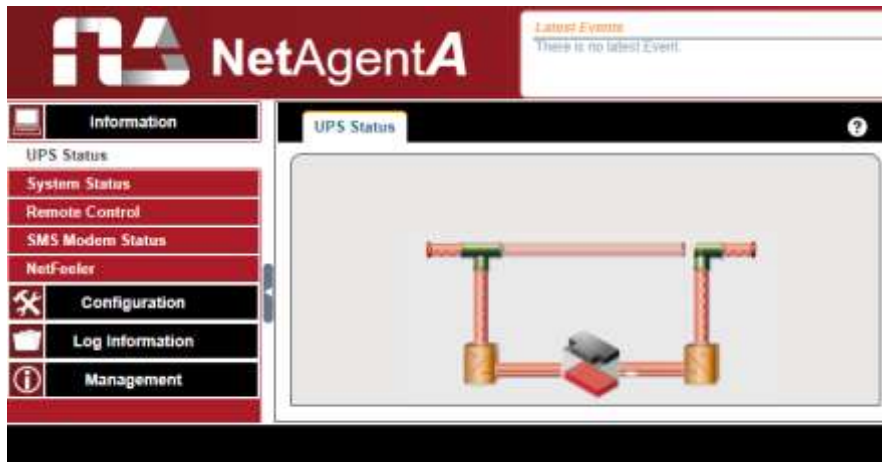 NetAgentA
Latest Events
There is no latest Event.
Information
UPS Status
UPS Status
System Status
Remote Control
SMS Modem Status
NetFeeler
Configuration
Log Information
Management